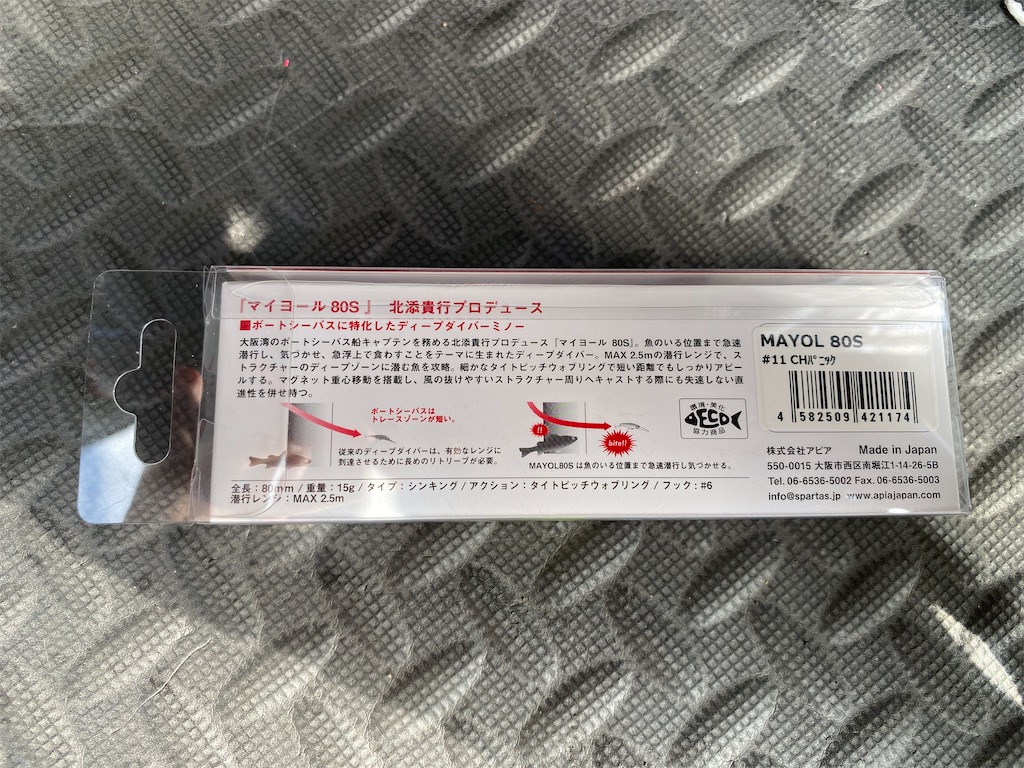 『マイヨール 80S 』 北添貴行プロデュース
■ボートシーバスに特化したディープダイバーミノー
大阪湾のボートシーバス船キャプテンを務める北添貴行プロデュース『マイヨール 80S』。魚のいる位置まで急速
潜行し、気づかせ、急浮上で食わすことをテーマに生まれたディープダイバー。MAX 2.5mの潜行レンジで、ス
トラクチャーのディープゾーンに潜む魚を攻略。細かなタイトピッチウォブリングで短い距離でもしっかりアピー
ルする。マグネット重心移動を搭載し、風の抜けやすいストラクチャー周りへキャストする際にも失速しない直
進性を併せ持つ。
ボートシーバスは
トレースゾーンが短い。
従来のディープダイバーは、有効なレンジに
到達させるために長めのリトリーブが必要。
!!
bite!!
MAYOL80S は魚のいる位置まで急速潜行し気づかせる。
全長：80mm / 重量：15g / タイプ：シンキング / アクション：タイトピッチウォブリング / フック：#6
潜行レンジ：MAX 2.5m
環境・美化
DECO
協力商品
MAYOL 80S
#11 CHﾊﾟﾆｯｸ
4 582509 421174
株式会社アピア Made in Japan
550-0015 大阪市西区南堀江1-14-26-5B
Tel. 06-6536-5002 Fax. 06-6536-5003
info@spartas.jp www.apiajapan.com